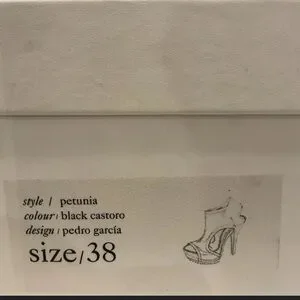 style / petunia
colour / black castoro
design / pedro garcía
size/38